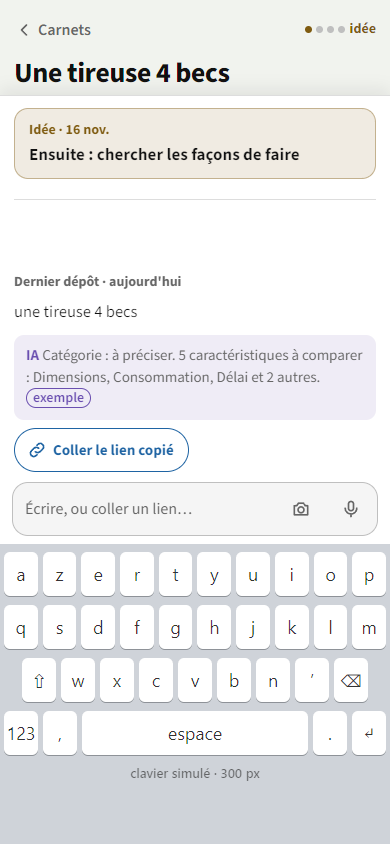 Carnets
idée
Une tireuse 4 becs
Idée · 16 nov.
Ensuite : chercher les façons de faire
Dernier dépôt · aujourd'hui
une tireuse 4 becs
IA Catégorie : à préciser. 5 caractéristiques à comparer
: Dimensions, Consommation, Délai et 2 autres.
exemple
Coller le lien copié
Écrire, ou coller un lien…
a z e r t y u i o p
q s d f g h j k l m
⇧ w x c v b n ' ⌫
123 , espace . ↵
clavier simulé · 300 px